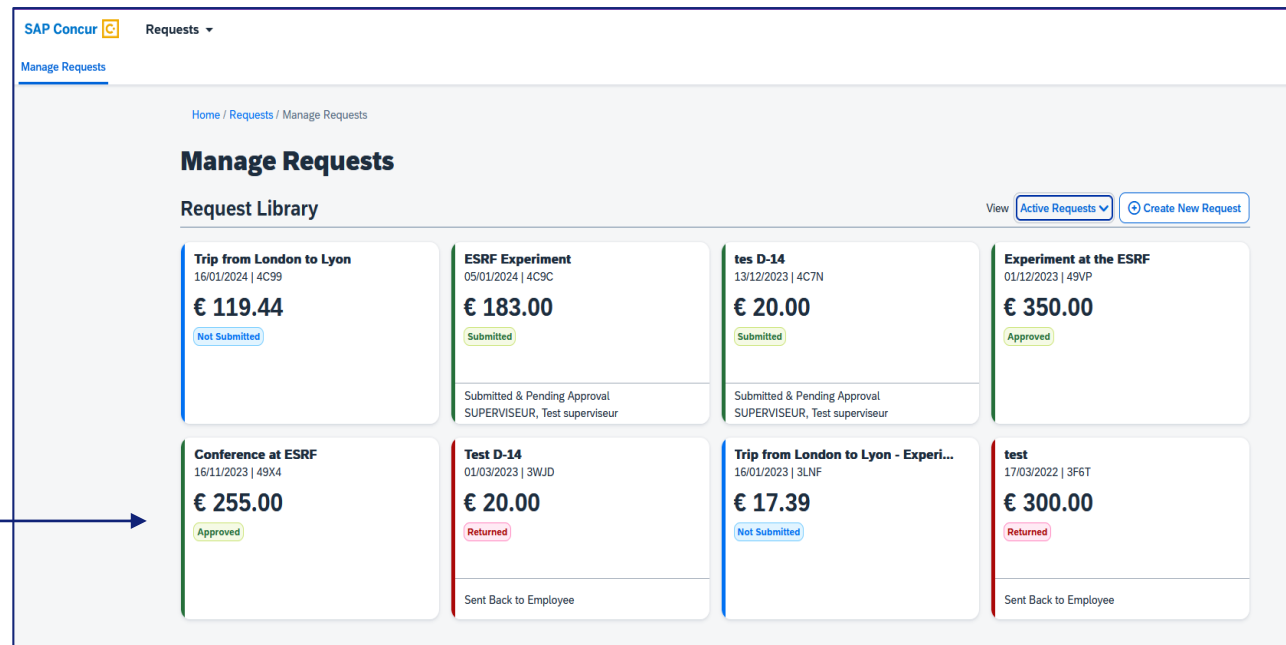 SAP Concur C Requests
Manage Requests
Home / Requests / Manage Requests
Manage Requests
Request Library
View Active Requests Create New Request
Trip from London to Lyon
16/01/2024 | 4C99
€ 119.44
Not Submitted
ESRF Experiment
05/01/2024 | 4C9C
€ 183.00
Submitted
Submitted & Pending Approval
SUPERVISEUR, Test superviseur
tes D-14
13/12/2023 | 4C7N
€ 20.00
Submitted
Submitted & Pending Approval
SUPERVISEUR, Test superviseur
Experiment at the ESRF
01/12/2023 | 49VP
€ 350.00
Approved
Conference at ESRF
16/11/2023 | 49X4
€ 255.00
Approved
Test D-14
01/03/2023 | 3WJD
€ 20.00
Returned
Sent Back to Employee
Trip from London to Lyon - Experi...
16/01/2023 | 3LNF
€ 17.39
Not Submitted
test
17/03/2022 | 3F6T
€ 300.00
Returned
Sent Back to Employee